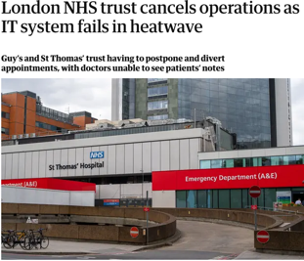 London NHS trust cancels operations as
IT system fails in heatwave
Guy's and St Thomas' trust having to postpone and divert
appointments, with doctors unable to see patients' notes
NHS
St Thomas' Hospital
Emergency Department (A&E)
(A&E)